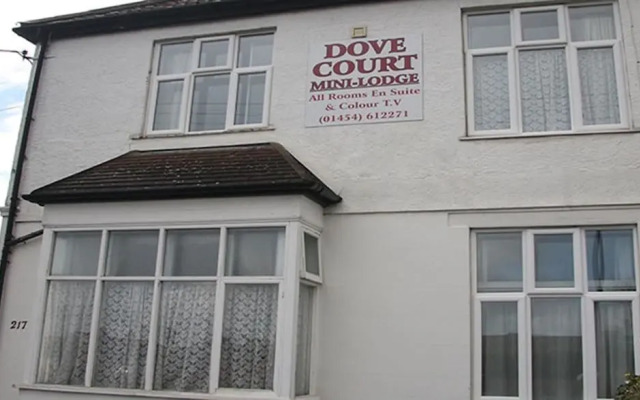 DOVE
COURT
MINI-LODGE
All Rooms En Suite
& Colour T.V
(01454) 612271
217